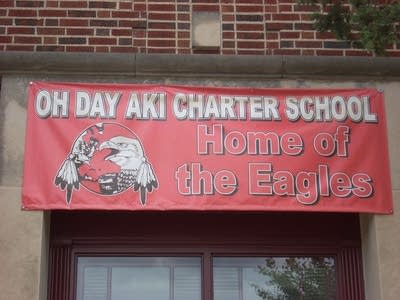 OH DAY AKI CHARTER SCHOOL
Home of
the Eagles